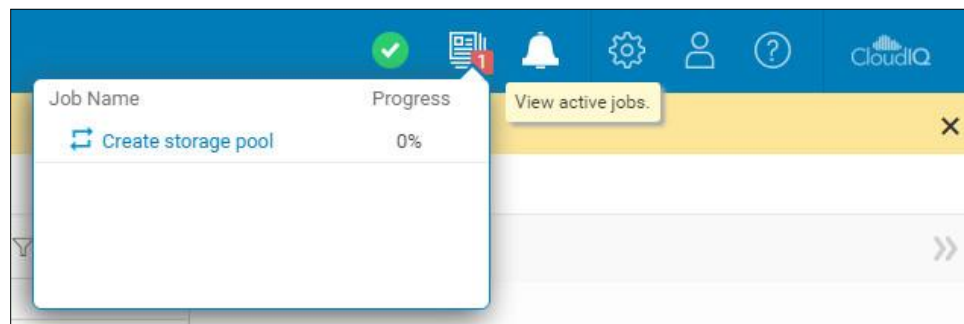 1
CloudIQ
Job Name Progress
View active jobs.
Create storage pool 0%